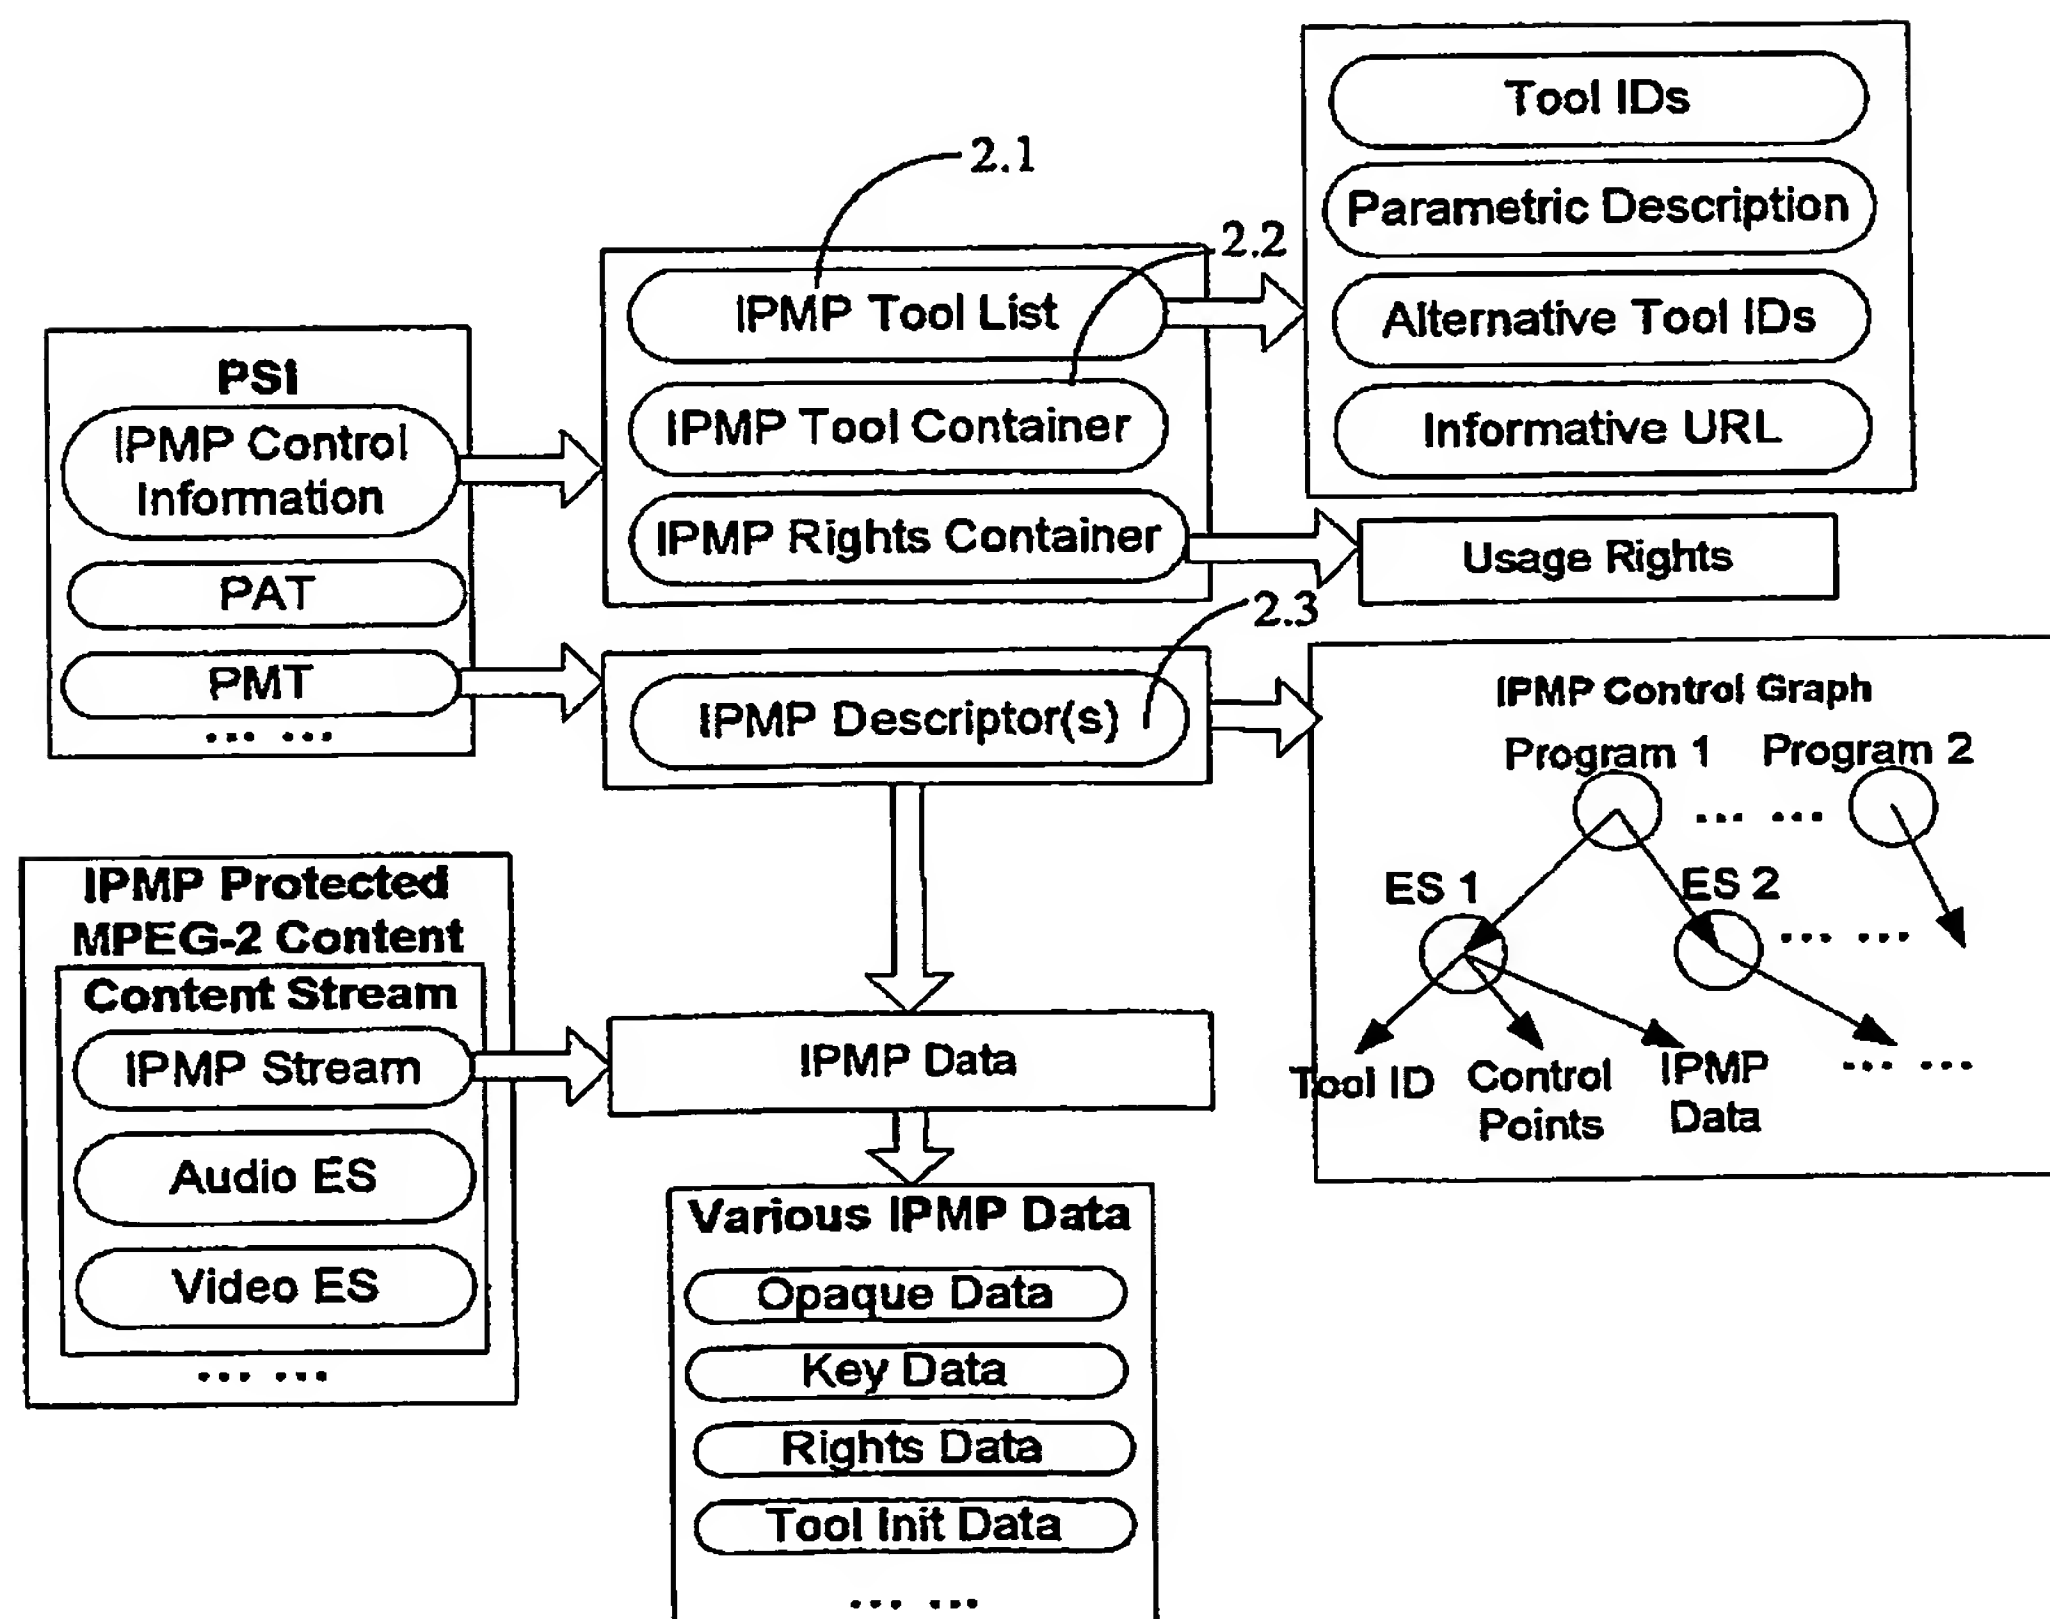 Tool IDs
Parametric Description
Alternative Tool IDs
Informative URL
2.1
2.2
IPMP Tool List
IPMP Tool Container
IPMP Rights Container
Usage Rights
PSI
IPMP Control
Information
PAT
PMT
... ...
2.3
IPMP Descriptor(s)
IPMP Control Graph
Program 1
... ...
Program 2
ES 1
ES 2
... ...
Tool ID
Control
Points
IPMP
Data
... ...
IPMP Protected
MPEG-2 Content
Content Stream
IPMP Stream
Audio ES
Video ES
... ...
IPMP Data
Various IPMP Data
Opaque Data
Key Data
Rights Data
Tool Init Data
... ...